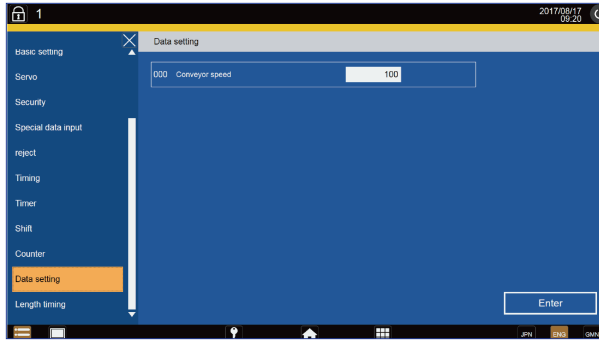 1
2017/08/17
09:20
Data setting
Basic setting
Servo
Security
Special data input
reject
Timing
Timer
Shift
Counter
Data setting
Length timing
000 Conveyor speed 100
Enter
JPN ENG GMN